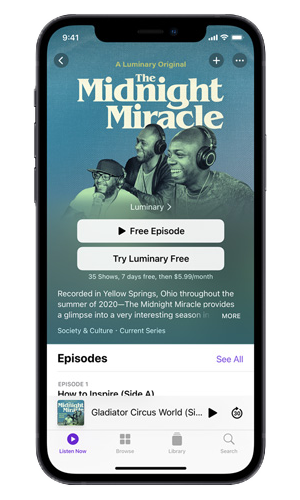 9:41
A Luminary Original
The
Midnight
Miracle
Luminary
Free Episode
Try Luminary Free
35 Shows, 7 days free, then $5.99/month
Recorded in Yellow Springs, Ohio throughout the
summer of 2020—The Midnight Miracle provides
a glimpse into a very interesting season in MORE
Society & Culture · Current Series
Episodes See All
EPISODE 1
How to Inspire (Side A)
Midnight
Miracle
Gladiator Circus World (Si...
30
Listen Now Browse Library Search